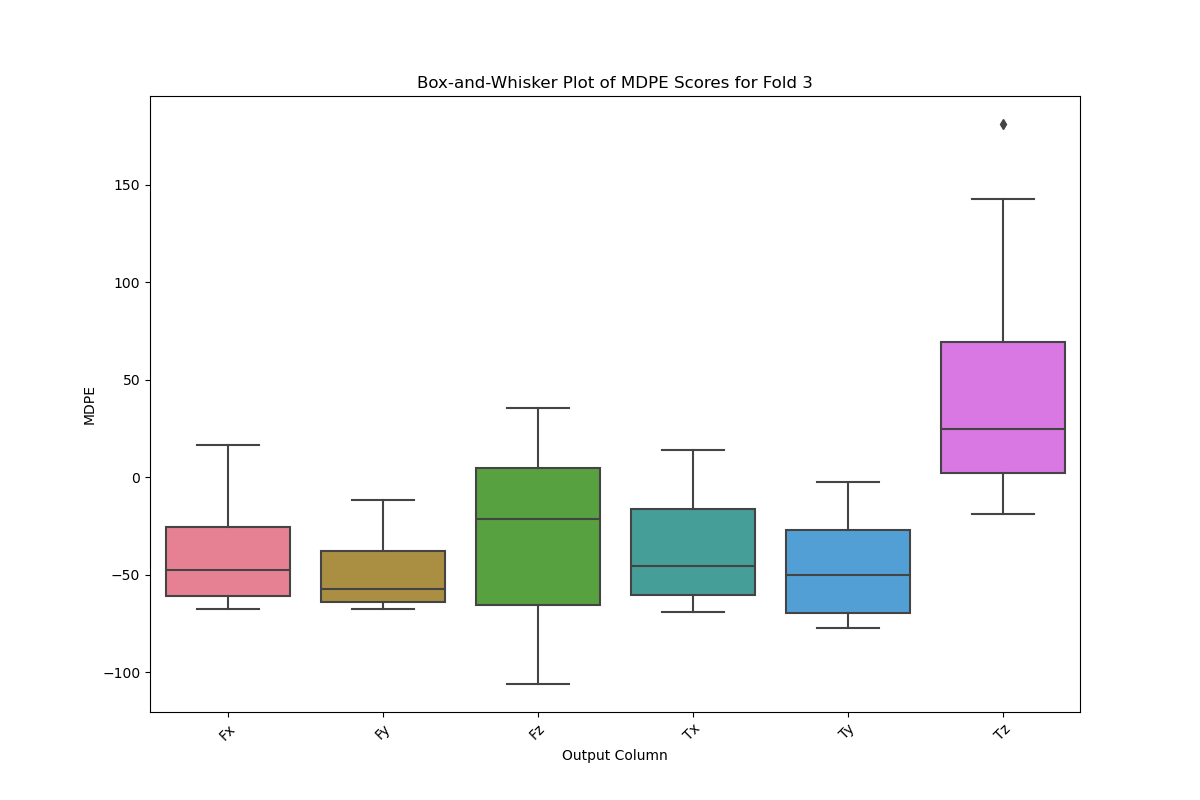 Box-and-Whisker Plot of MDPE Scores for Fold 3
150
100
50
0
−50
−100
MDPE
Fx
Fy
Fz
Tx
Ty
Tz
Output Column